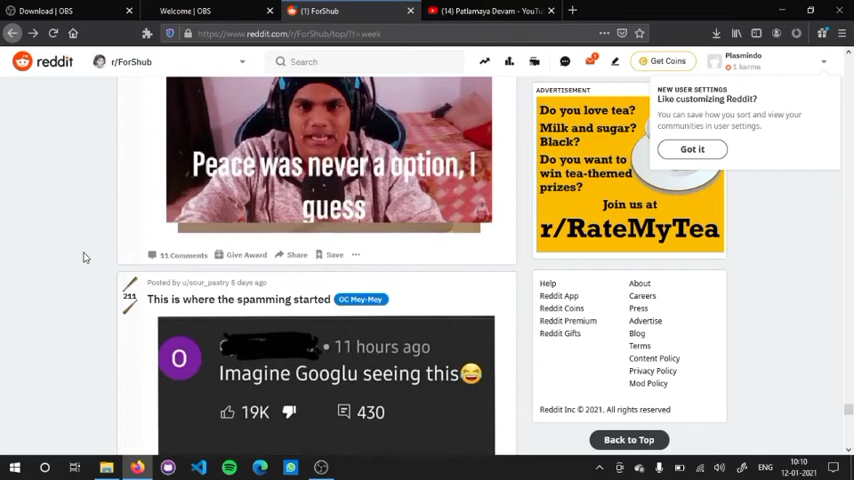 Download | OBS
Welcome | OBS
(1) ForShub
(14) Patlamaya Devam - YouT
https://www.reddit.com/r/ForShub/top/?t=week
reddit
r/ForShub
Search
Get Coins
Plasmindo
1 karma
Peace was never a option, I
guess
11 Comments
Give Award
Share
Save
Posted by u/sour_pastry 5 days ago
211
This is where the spamming started
OC Mey-Mey
O
• 11 hours ago
Imagine Googlu seeing this😂
19K
430
NEW USER SETTINGS
Like customizing Reddit?
You can save how you sort and view your
communities in user settings.
Got it
ADVERTISEMENT
Do you love tea?
Milk and sugar?
Black?
Do you want to
win tea-themed
prizes?
Join us at
r/RateMyTea
Help
About
Reddit App
Careers
Reddit Coins
Press
Reddit Premium
Advertise
Reddit Gifts
Blog
Terms
Content Policy
Privacy Policy
Mod Policy
Reddit Inc © 2021. All rights reserved
Back to Top
ENG
10:10
12-01-2021